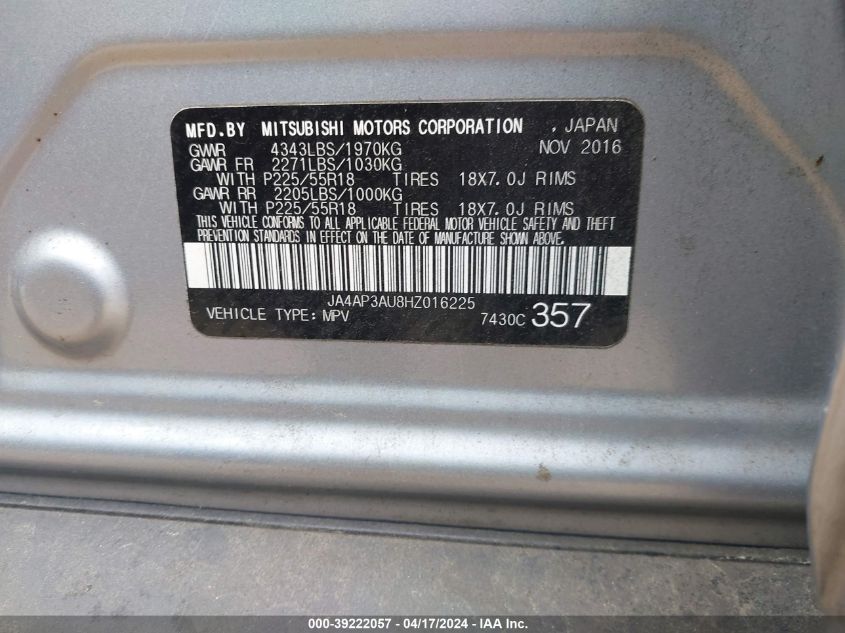 MFD.BY MITSUBISHI MOTORS CORPORATION , JAPAN
GVWR 4343LBS/1970KG NOV 2016
GAWR FR 2271LBS/1030KG
WITH P225/55R18 TIRES 18X7.0J RIMS
GAWR RR 2205LBS/1000KG
WITH P225/55R18 TIRES 18X7.0J RIMS
THIS VEHICLE CONFORMS TO ALL APPLICABLE FEDERAL MOTOR VEHICLE SAFETY AND THEFT
PREVENTION STANDARDS IN EFFECT ON THE DATE OF MANUFACTURE SHOWN ABOVE.
JA4AP3AU8HZ016225
VEHICLE TYPE: MPV 7430C 357
000-39222057 - 04/17/2024 - IAA Inc.